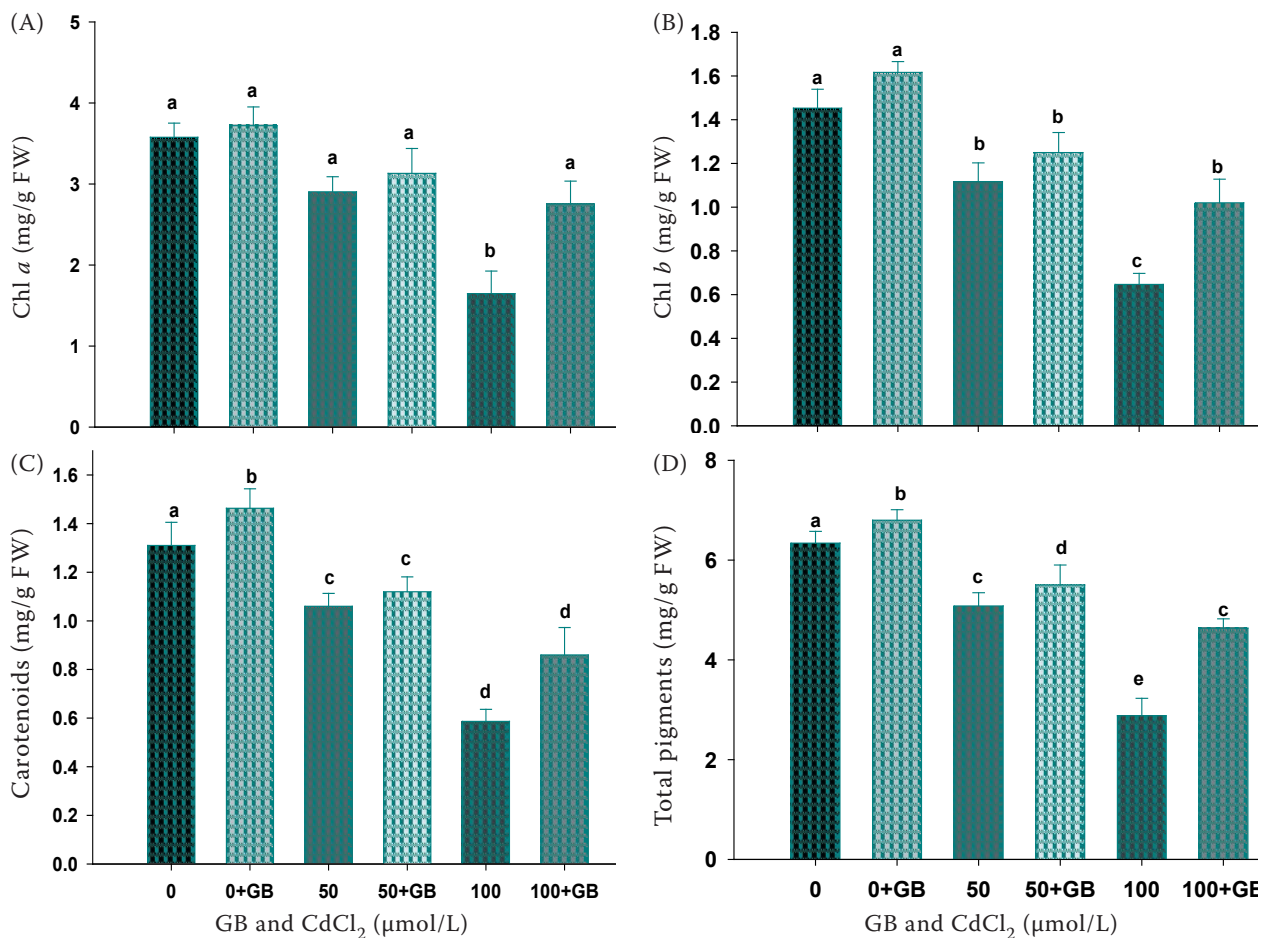 (A)
5
4
3
2
1
0
Chl a (mg/g FW)
a
a
a
a
b
a
(B)
1.8
1.6
1.4
1.2
1.0
0.8
0.6
0.4
0.2
0.0
Chl b (mg/g FW)
a
a
b
b
c
b
(C)
1.6
1.4
1.2
1.0
0.8
0.6
0.4
0.2
0.0
Carotenoids (mg/g FW)
a
b
c
c
d
d
0 0+GB 50 50+GB 100 100+GB
GB and CdCl₂ (μmol/L)
(D)
8
6
4
2
0
Total pigments (mg/g FW)
a
b
c
d
e
c
0 0+GB 50 50+GB 100 100+GB
GB and CdCl₂ (μmol/L)